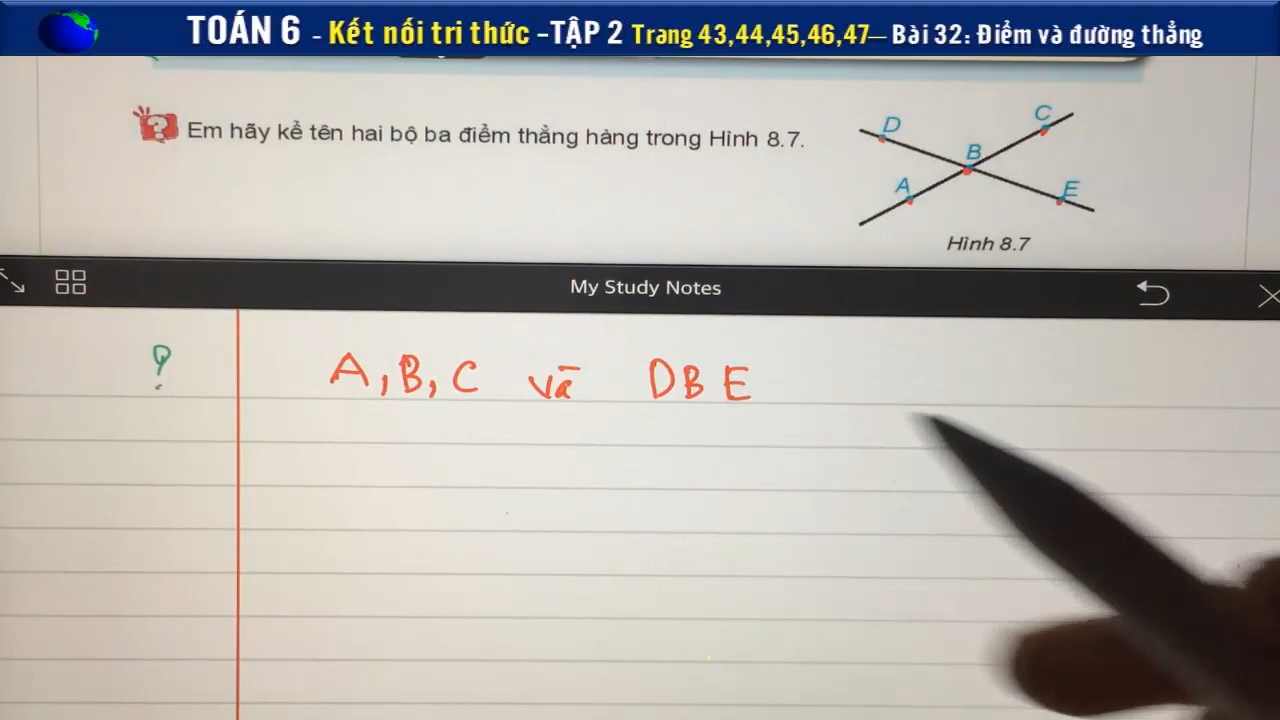 TOÁN 6 - Kết nối tri thức -TẬP 2 Trang 43,44,45,46,47- Bài 32: Điểm và đường thẳng
Em hãy kể tên hai bộ ba điểm thẳng hàng trong Hình 8.7.
D
C
B
A
E
Hình 8.7
My Study Notes
? A, B, C và D B E